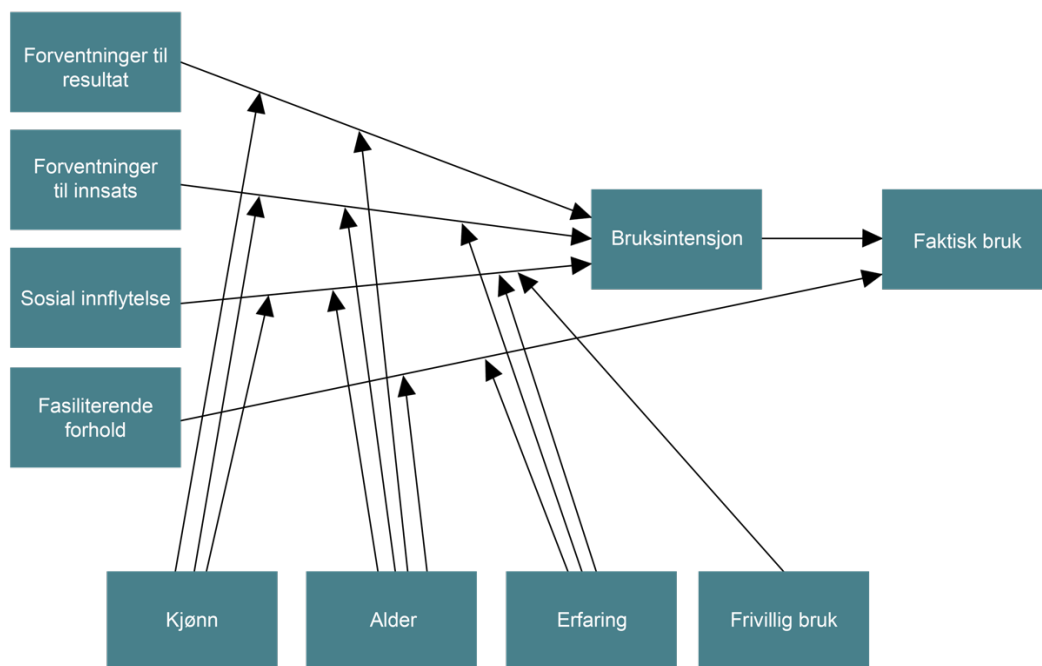 Forventninger til
resultat
Forventninger
til innsats
Sosial innflytelse
Fasiliterende
forhold
Bruksintensjon
Faktisk bruk
Kjønn
Alder
Erfaring
Frivillig bruk